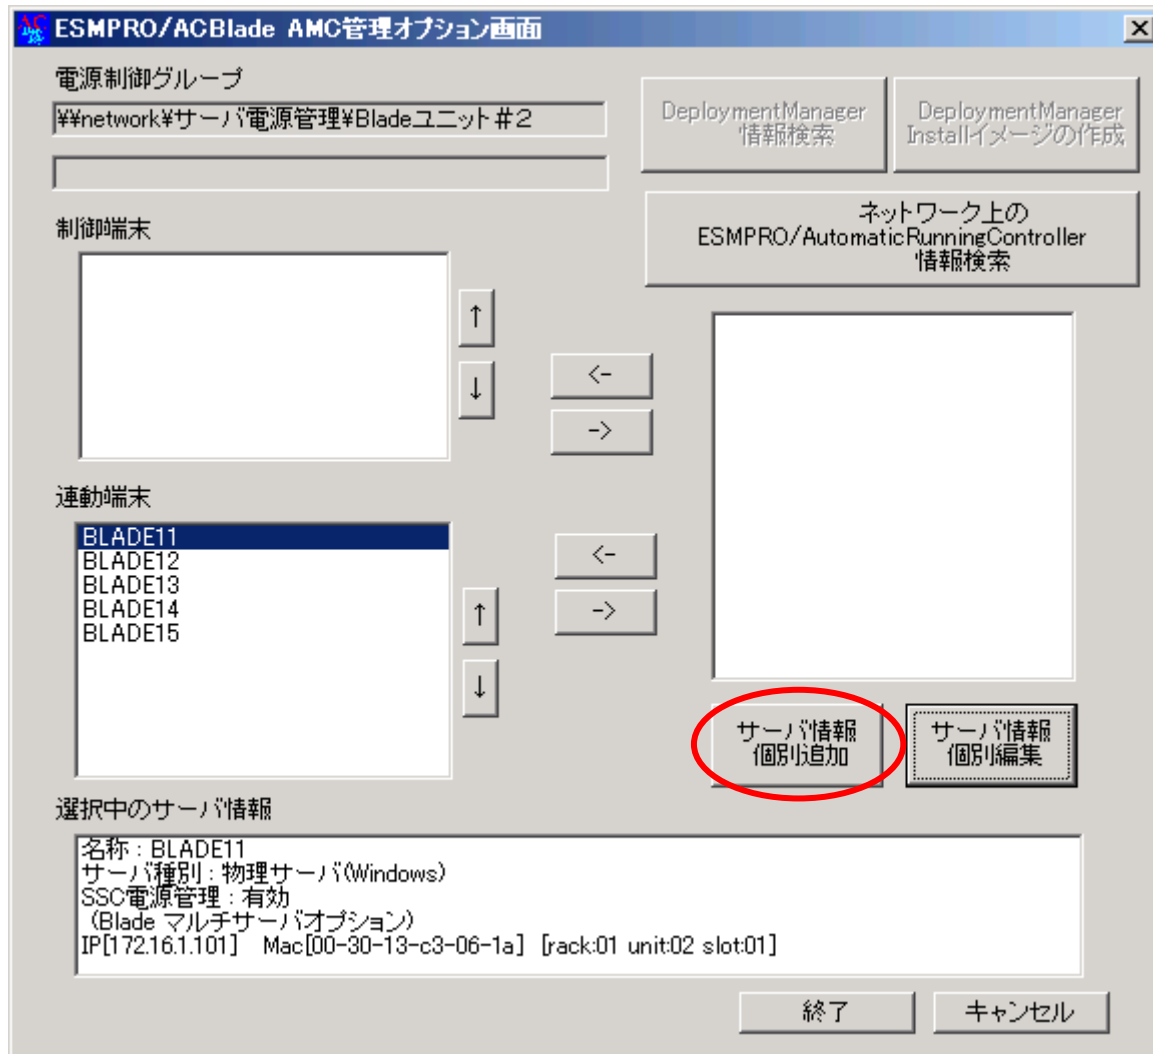 ESMPRO/ACBlade AMC管理オプション画面
電源制御グループ
¥¥network¥サーバ電源管理¥Bladeユニット＃２
DeploymentManager
情報検索
DeploymentManager
Installイメージの作成
ネットワーク上の
ESMPRO/AutomaticRunningController
情報検索
制御端末
↑
↓
<-
->
連動端末
BLADE11
BLADE12
BLADE13
BLADE14
BLADE15
↑
↓
<-
->
サーバ情報
個別追加
サーバ情報
個別編集
選択中のサーバ情報
名称 : BLADE11
サーバ種別 : 物理サーバ(Windows)
SSC電源管理 : 有効
（Blade マルチサーバオプション）
IP[172.16.1.101] Mac[00-30-13-c3-06-1a] [rack:01 unit:02 slot:01]
終了
キャンセル